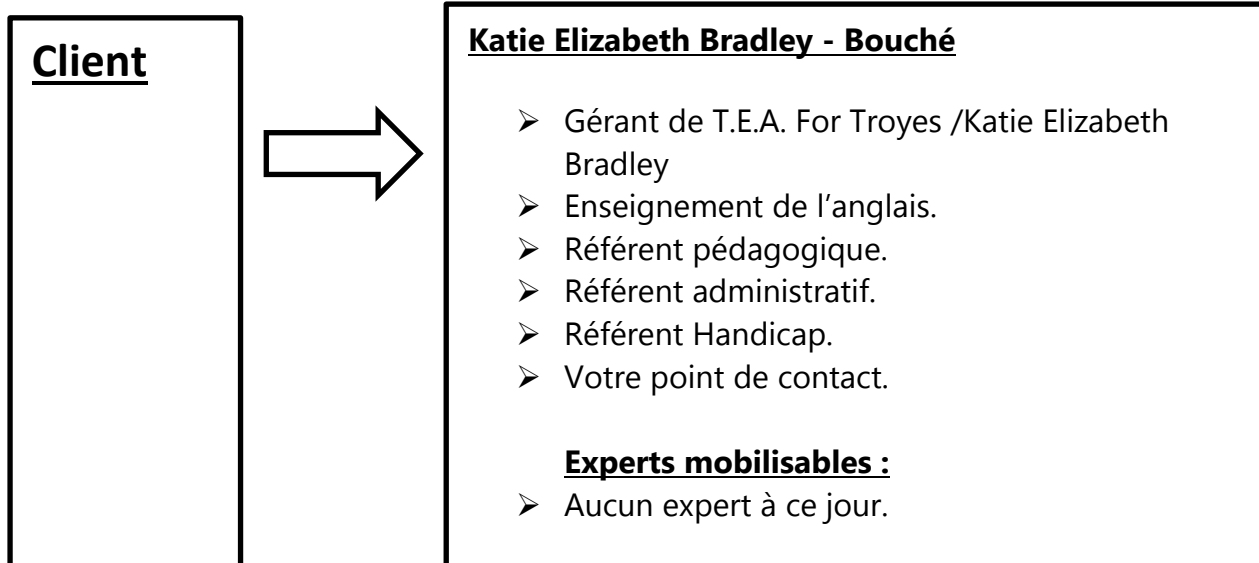 Client
Katie Elizabeth Bradley - Bouché
➢ Gérant de T.E.A. For Troyes /Katie Elizabeth
Bradley
➢ Enseignement de l’anglais.
➢ Référent pédagogique.
➢ Référent administratif.
➢ Référent Handicap.
➢ Votre point de contact.
Experts mobilisables :
➢ Aucun expert à ce jour.